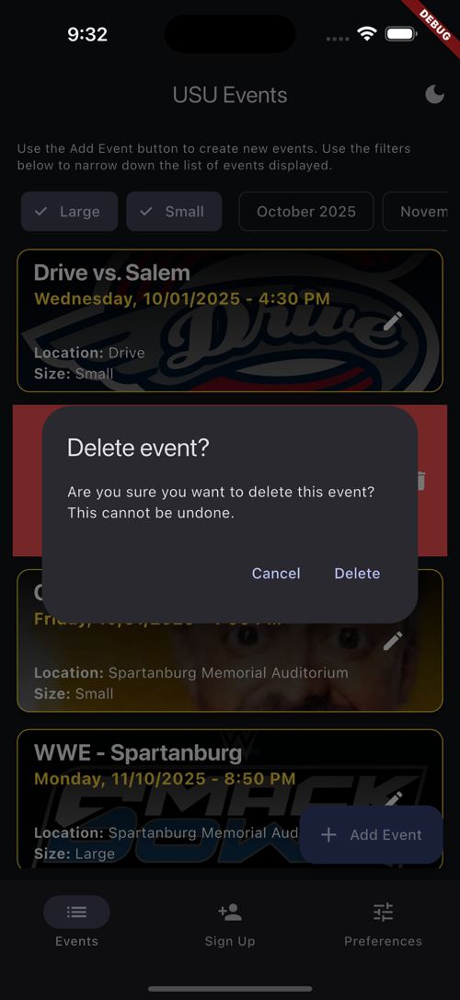 9:32
DEBUG
USU Events
Use the Add Event button to create new events. Use the filters
below to narrow down the list of events displayed.
Large
Small
October 2025
Novem
Drive vs. Salem
Wednesday, 10/01/2025 - 4:30 PM
Drive
Location: Drive
Size: Small
Delete event?
Are you sure you want to delete this event?
This cannot be undone.
Cancel
Delete
Location: Spartanburg Memorial Auditorium
Size: Small
WWE - Spartanburg
Monday, 11/10/2025 - 8:50 PM
Location: Spartanburg Memorial Aud
Size: Large
Add Event
Events
Sign Up
Preferences